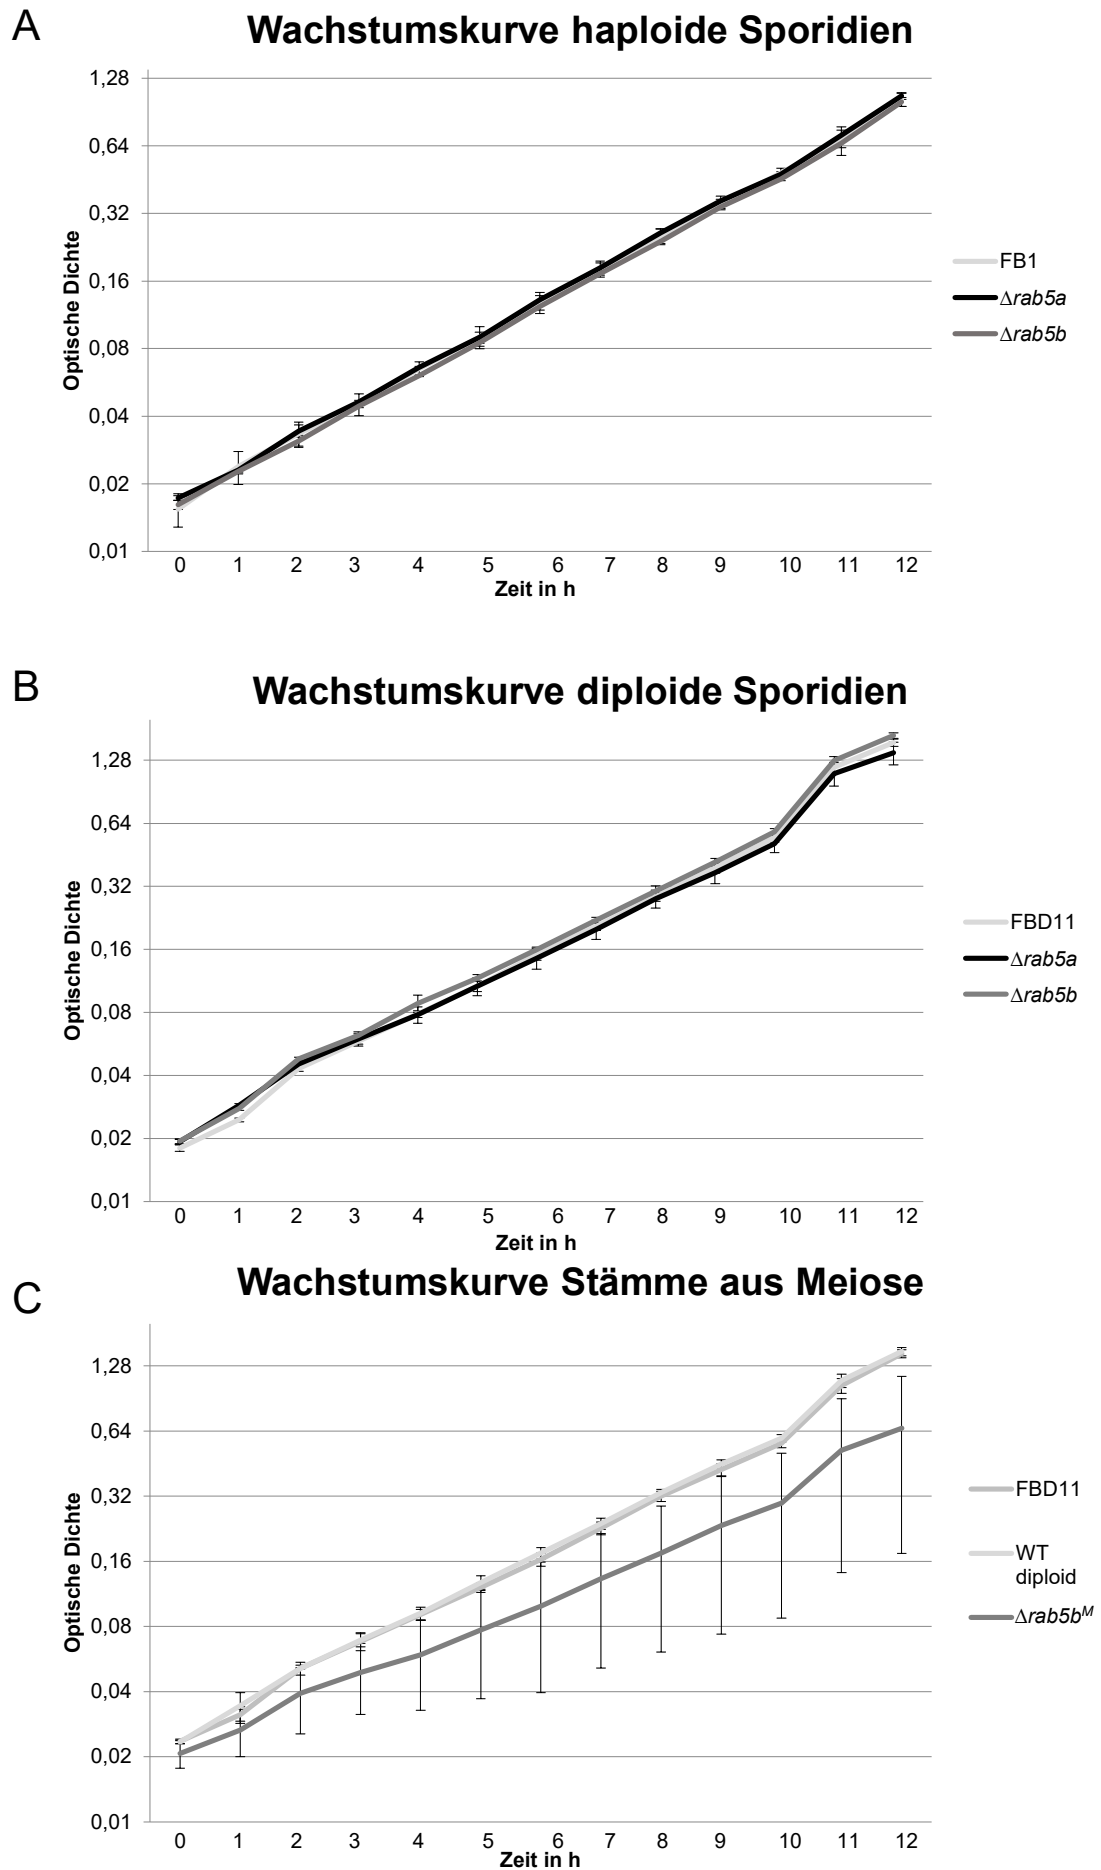 A
Wachstumskurve haploide Sporidien
1,28
0,64
0,32
0,16
0,08
0,04
0,02
0,01
Optische Dichte
0 1 2 3 4 5 6 7 8 9 10 11 12
Zeit in h
FB1
Δrab5a
Δrab5b
B
Wachstumskurve diploide Sporidien
1,28
0,64
0,32
0,16
0,08
0,04
0,02
0,01
Optische Dichte
0 1 2 3 4 5 6 7 8 9 10 11 12
Zeit in h
FBD11
Δrab5a
Δrab5b
C
Wachstumskurve Stämme aus Meiose
1,28
0,64
0,32
0,16
0,08
0,04
0,02
0,01
Optische Dichte
0 1 2 3 4 5 6 7 8 9 10 11 12
Zeit in h
FBD11
WT
diploid
Δrab5bᴹ